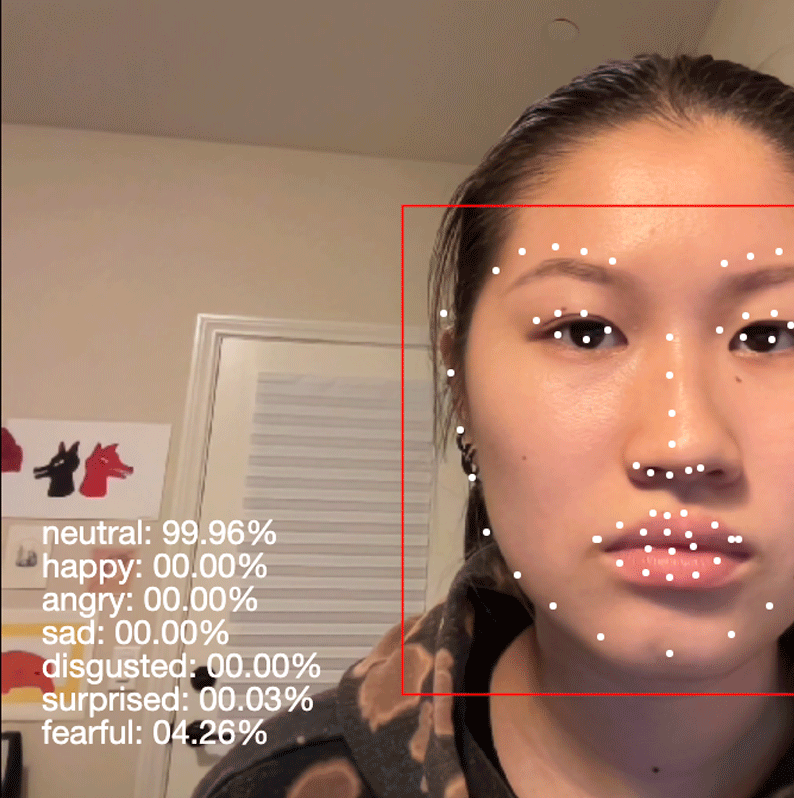 neutral: 99.96%
happy: 00.00%
angry: 00.00%
sad: 00.00%
disgusted: 00.00%
surprised: 00.03%
fearful: 04.26%